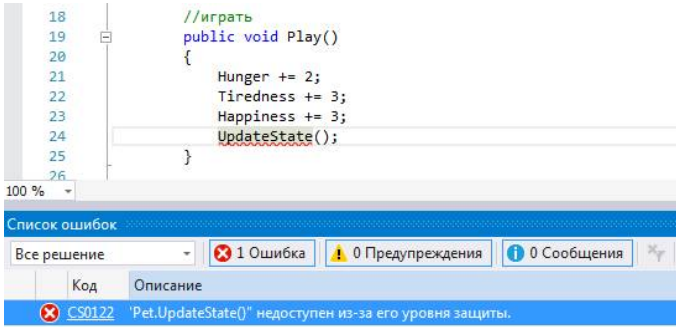 18 //играть
19 public void Play()
20 {
21 Hunger += 2;
22 Tiredness += 3;
23 Happiness += 3;
24 UpdateState();
25 }
26
100 %
Список ошибок
Все решение 1 Ошибка 0 Предупреждения 0 Сообщения
Код Описание
CS0122 'Pet.UpdateState()" недоступен из-за его уровня защиты.